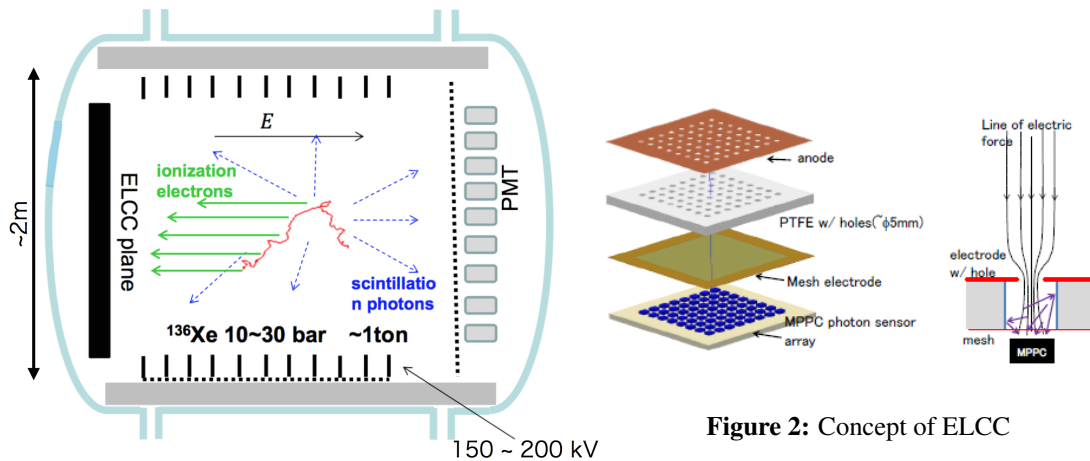 ~2m
ELCC plane
E
ionization
electrons
PMT
scintillatio
n photons
¹³⁶Xe 10~30 bar ~1ton
150 ~ 200 kV
anode
PTFE w/ holes(~ϕ5mm)
Mesh electrode
MPPC photon sensor
array
Line of electric
force
electrode
w/ hole
mesh
MPPC
Figure 2: Concept of ELCC